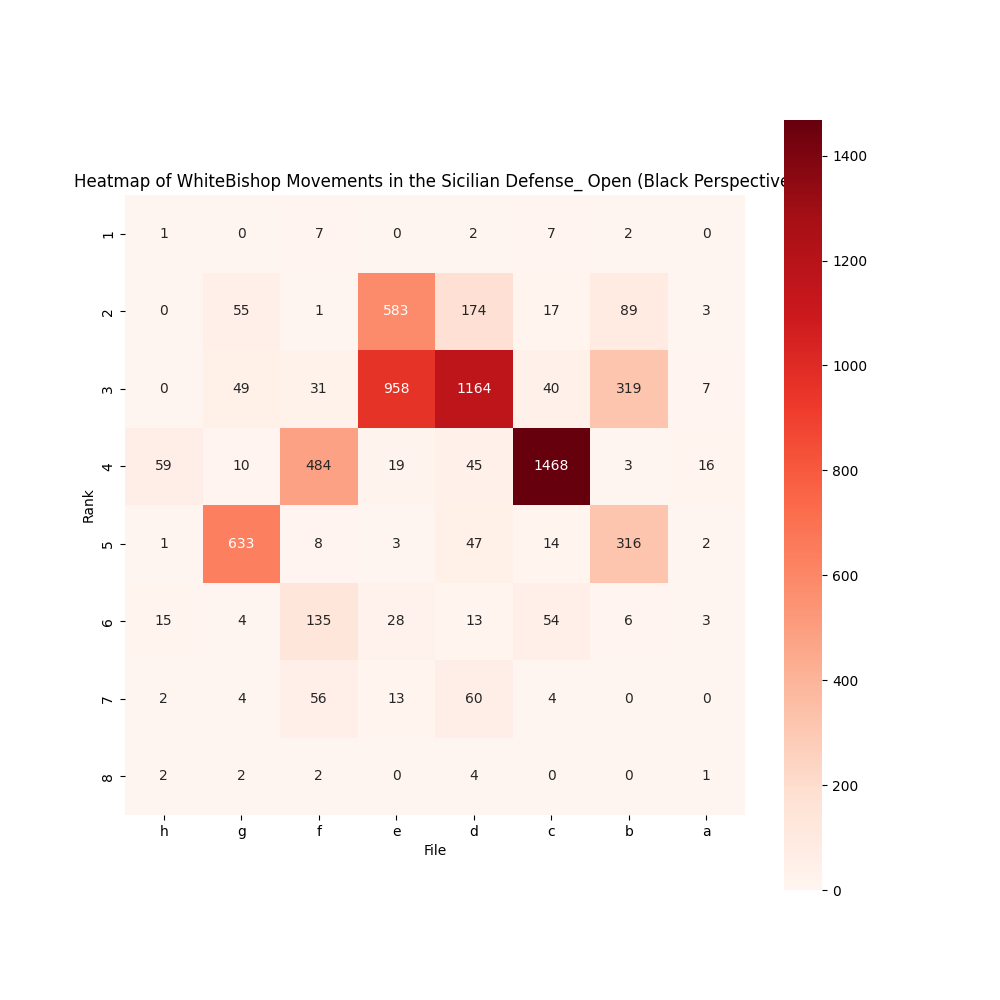 Heatmap of WhiteBishop Movements in the Sicilian Defense_ Open (Black Perspective
1 0 7 0 2 7 2 0
0 55 1 583 174 17 89 3
0 49 31 958 1164 40 319 7
59 10 484 19 45 1468 3 16
1 633 8 3 47 14 316 2
15 4 135 28 13 54 6 3
2 4 56 13 60 4 0 0
2 2 2 0 4 0 0 1
1
2
3
4
5
6
7
8
Rank
h g f e d c b a
File
1400
1200
1000
800
600
400
200
0